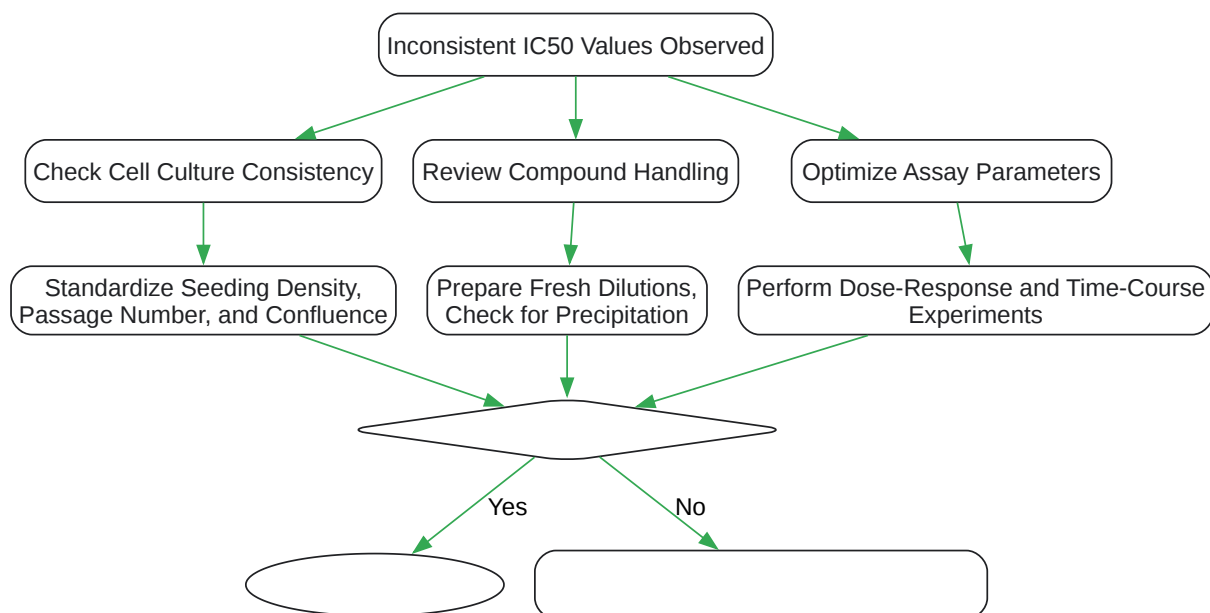 Inconsistent IC50 Values Observed
Check Cell Culture Consistency
Review Compound Handling
Optimize Assay Parameters
Standardize Seeding Density,
Passage Number, and Confluence
Prepare Fresh Dilutions,
Check for Precipitation
Perform Dose-Response and Time-Course
Experiments
Yes
No